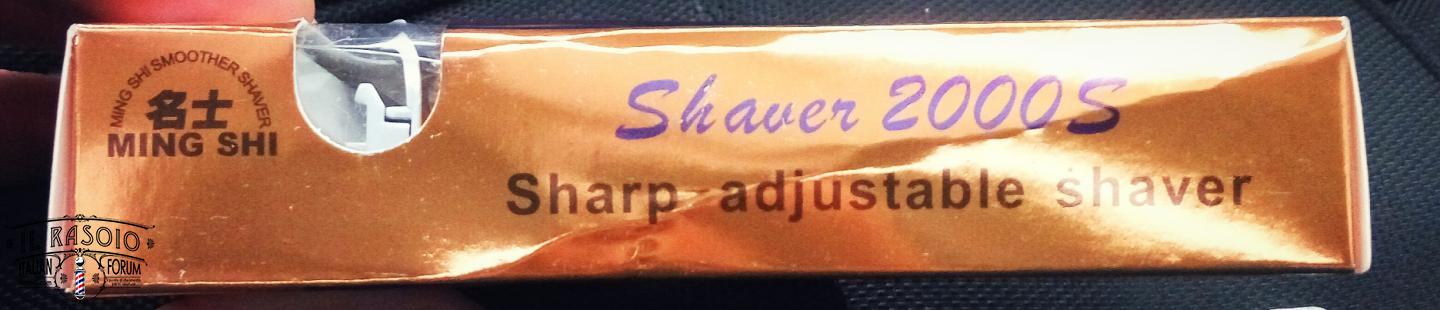 MING SHI SMOOTHER SHAVER
名士
MING SHI
Shaver 2000S
Sharp adjustable shaver
IL RASOIO
ITALIAN FORUM